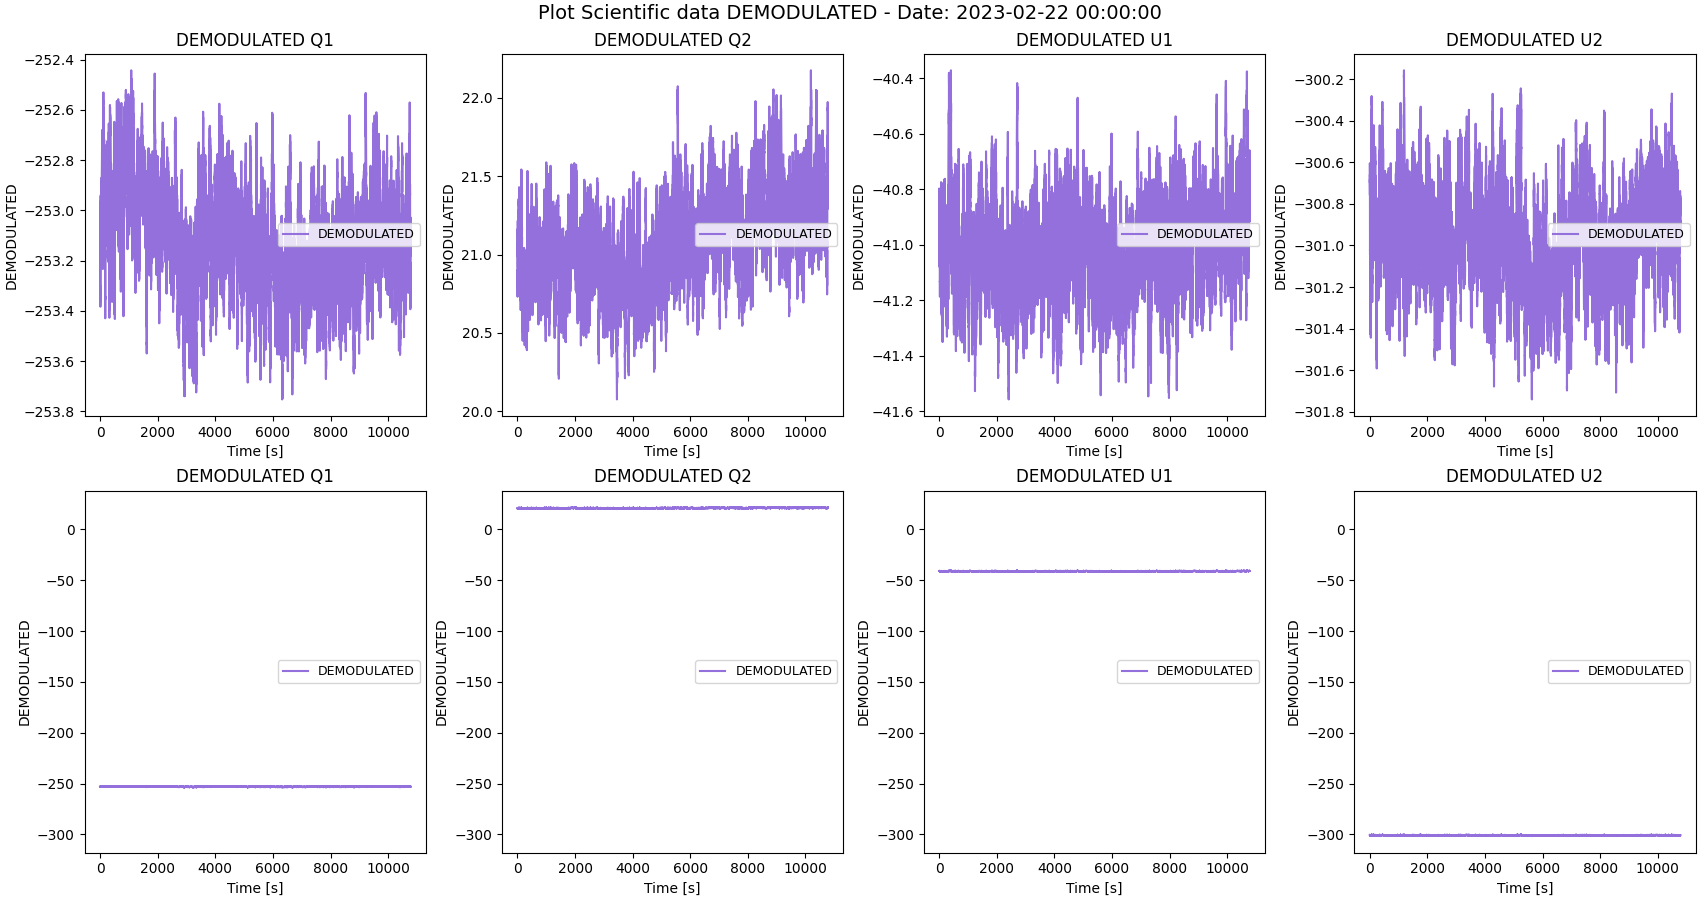 Plot Scientific data DEMODULATED - Date: 2023-02-22 00:00:00
DEMODULATED Q1
DEMODULATED
−252.4
−252.6
−252.8
−253.0
−253.2
−253.4
−253.6
−253.8
DEMODULATED
0 2000 4000 6000 8000 10000
Time [s]
DEMODULATED Q2
DEMODULATED
22.0
21.5
21.0
20.5
20.0
DEMODULATED
0 2000 4000 6000 8000 10000
Time [s]
DEMODULATED U1
DEMODULATED
−40.4
−40.6
−40.8
−41.0
−41.2
−41.4
−41.6
DEMODULATED
0 2000 4000 6000 8000 10000
Time [s]
DEMODULATED U2
DEMODULATED
−300.2
−300.4
−300.6
−300.8
−301.0
−301.2
−301.4
−301.6
−301.8
DEMODULATED
0 2000 4000 6000 8000 10000
Time [s]
DEMODULATED Q1
DEMODULATED
0
−50
−100
−150
−200
−250
−300
DEMODULATED
0 2000 4000 6000 8000 10000
Time [s]
DEMODULATED Q2
DEMODULATED
0
−50
−100
−150
−200
−250
−300
DEMODULATED
0 2000 4000 6000 8000 10000
Time [s]
DEMODULATED U1
DEMODULATED
0
−50
−100
−150
−200
−250
−300
DEMODULATED
0 2000 4000 6000 8000 10000
Time [s]
DEMODULATED U2
DEMODULATED
0
−50
−100
−150
−200
−250
−300
DEMODULATED
0 2000 4000 6000 8000 10000
Time [s]